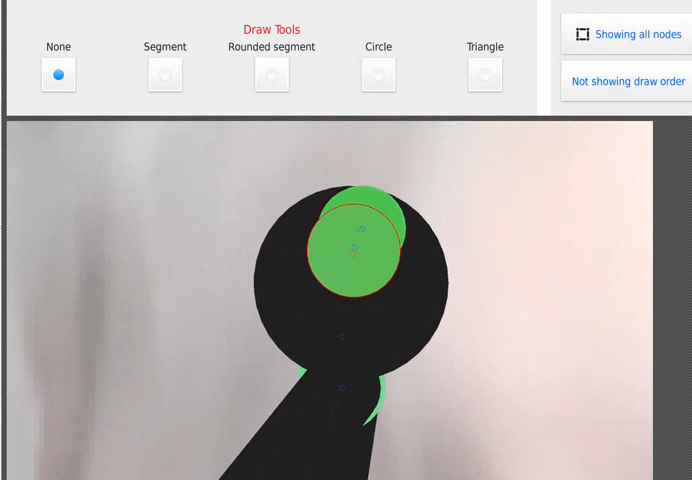 Draw Tools
None
Segment
Rounded segment
Circle
Triangle
Showing all nodes
Not showing draw order